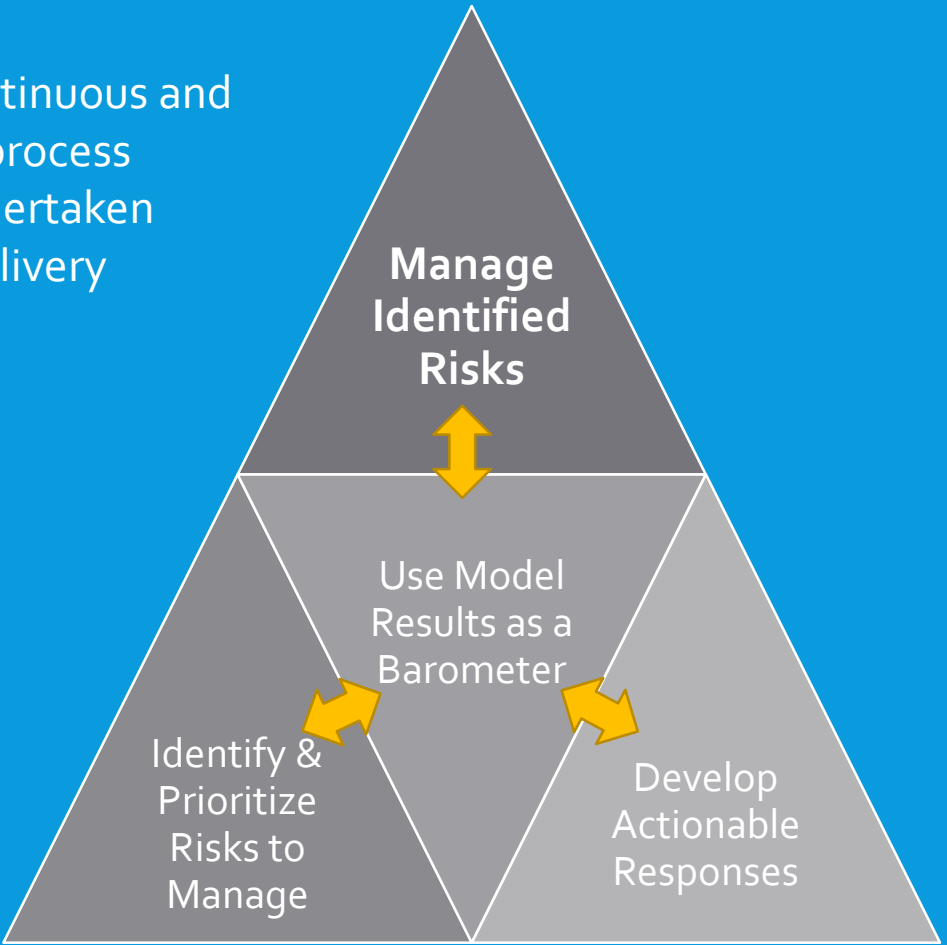 tinuous and
process
ertaken
livery
Manage
Identified
Risks
Use Model
Results as a
Barometer
Identify &
Prioritize
Risks to
Manage
Develop
Actionable
Responses